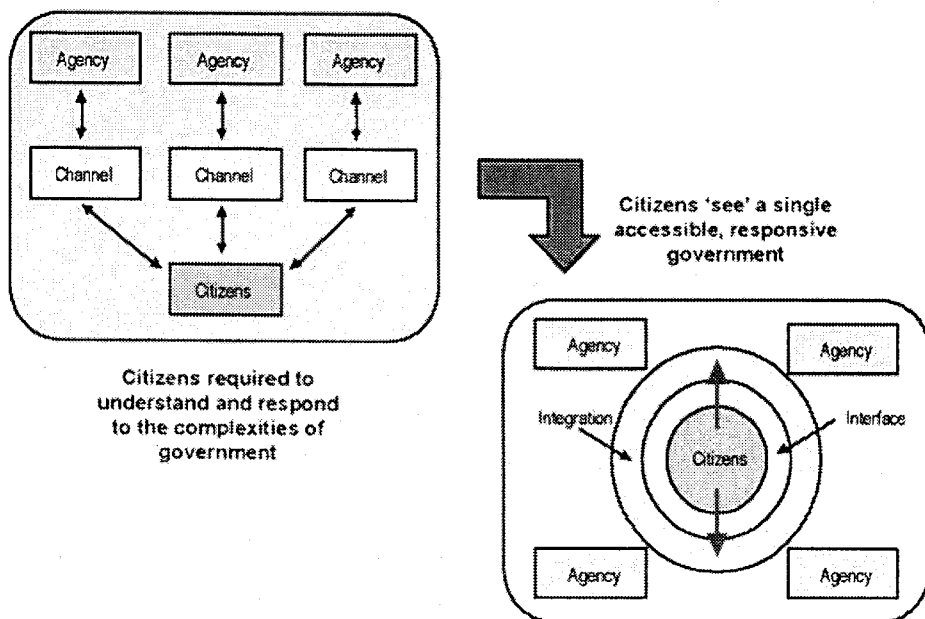 Agency Agency Agency
Channel Channel Channel
Citizens
Citizens required to
understand and respond
to the complexities of
government
Citizens ‘see’ a single
accessible, responsive
government
Agency Agency
Integration Interface
Citizens
Agency Agency